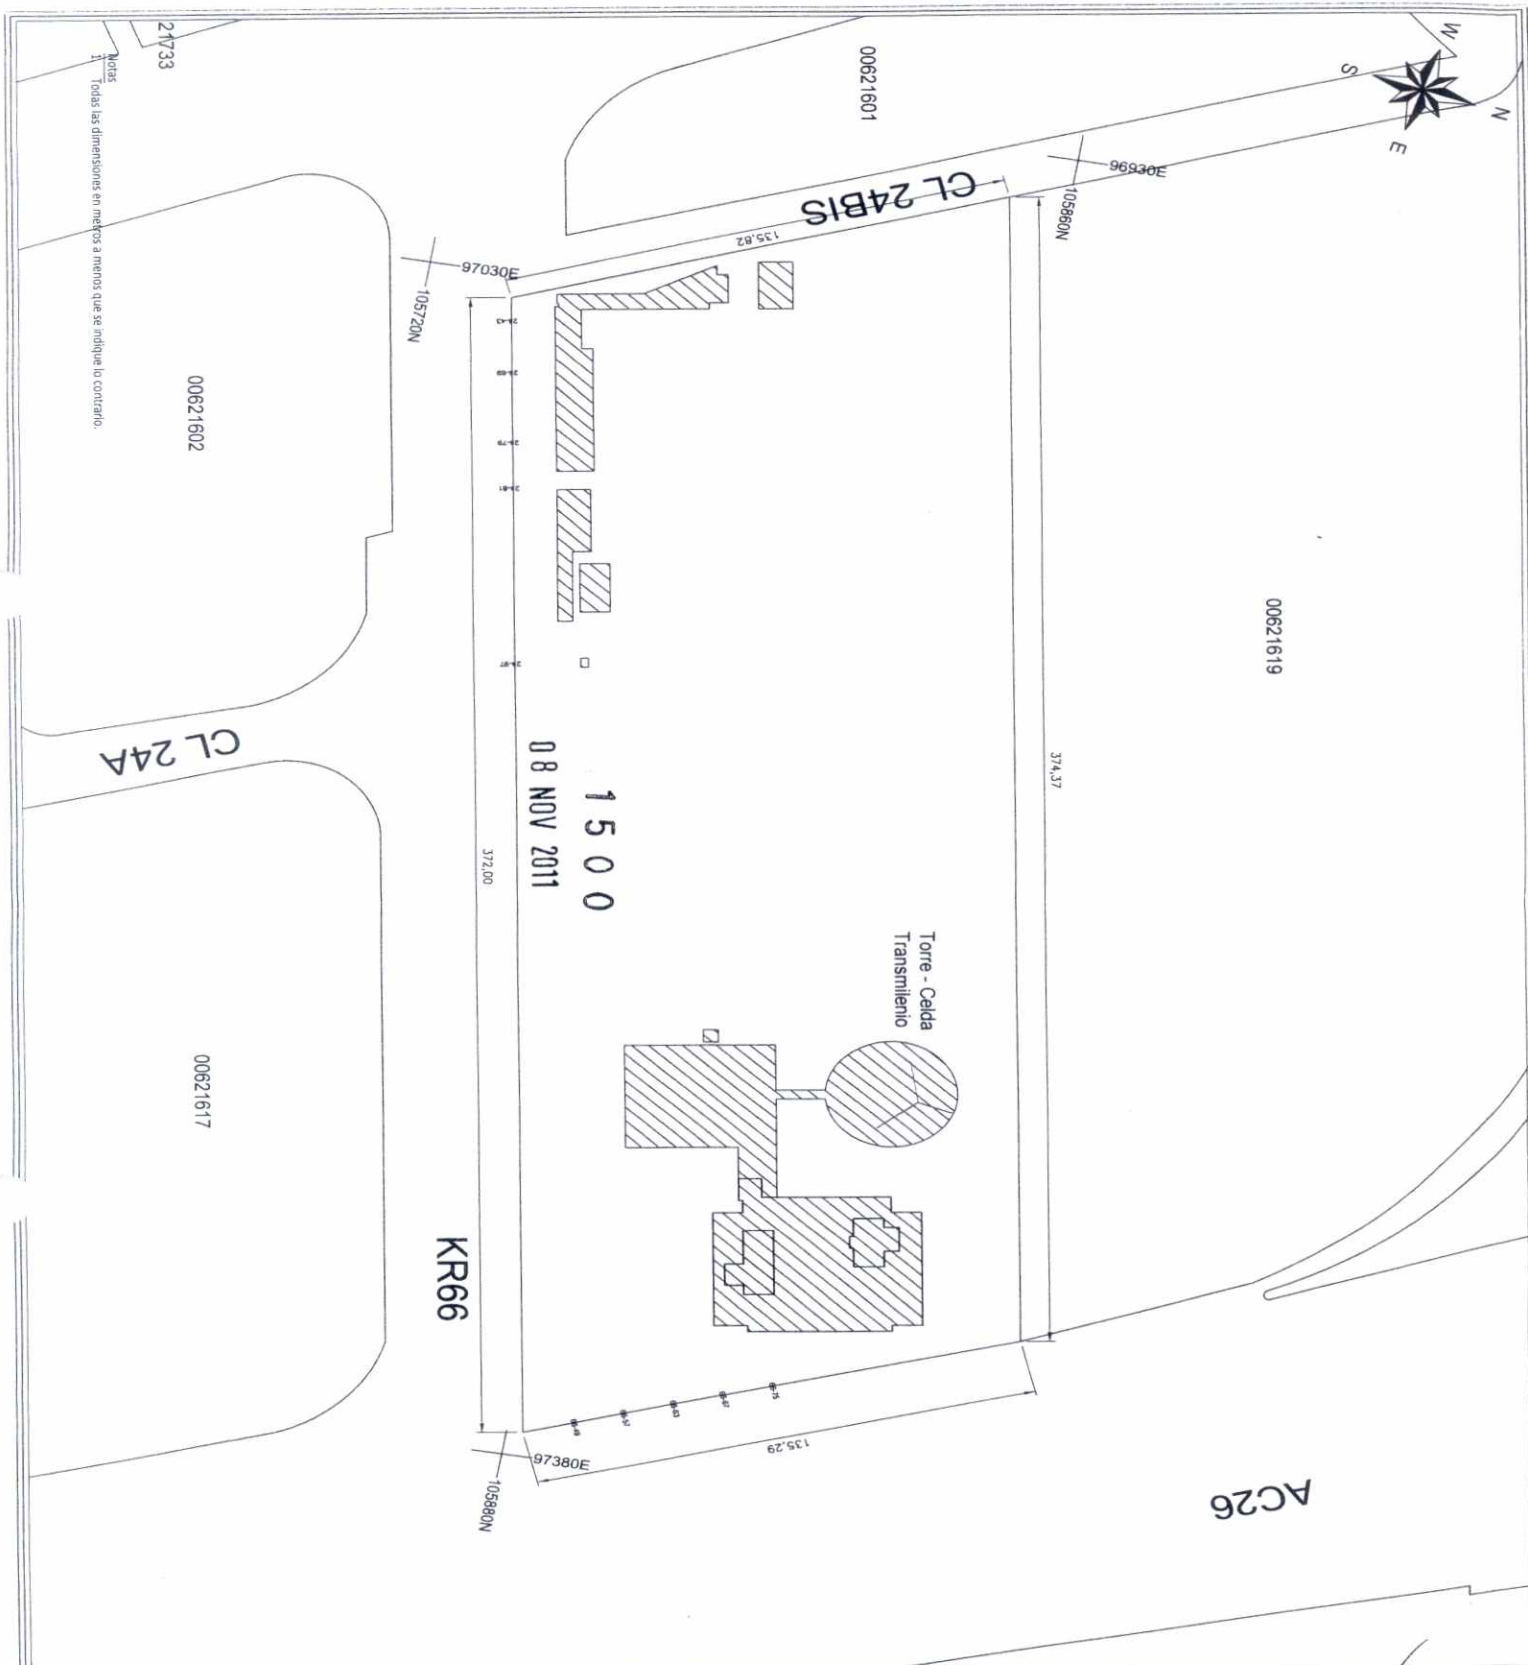 21733
Notas
1 Todas las dimensiones en metros a menos que se indique lo contrario.
00621601
W
S
N
E
96930E
105860N
CL 24BIS
135,82
97030E
105720N
00621602
00621619
CL 24A
374,37
372,00
08 NOV 2011
1500
Torre - Celda
Transmilenio
00621617
KR66
135,29
97380E
105880N
AC26